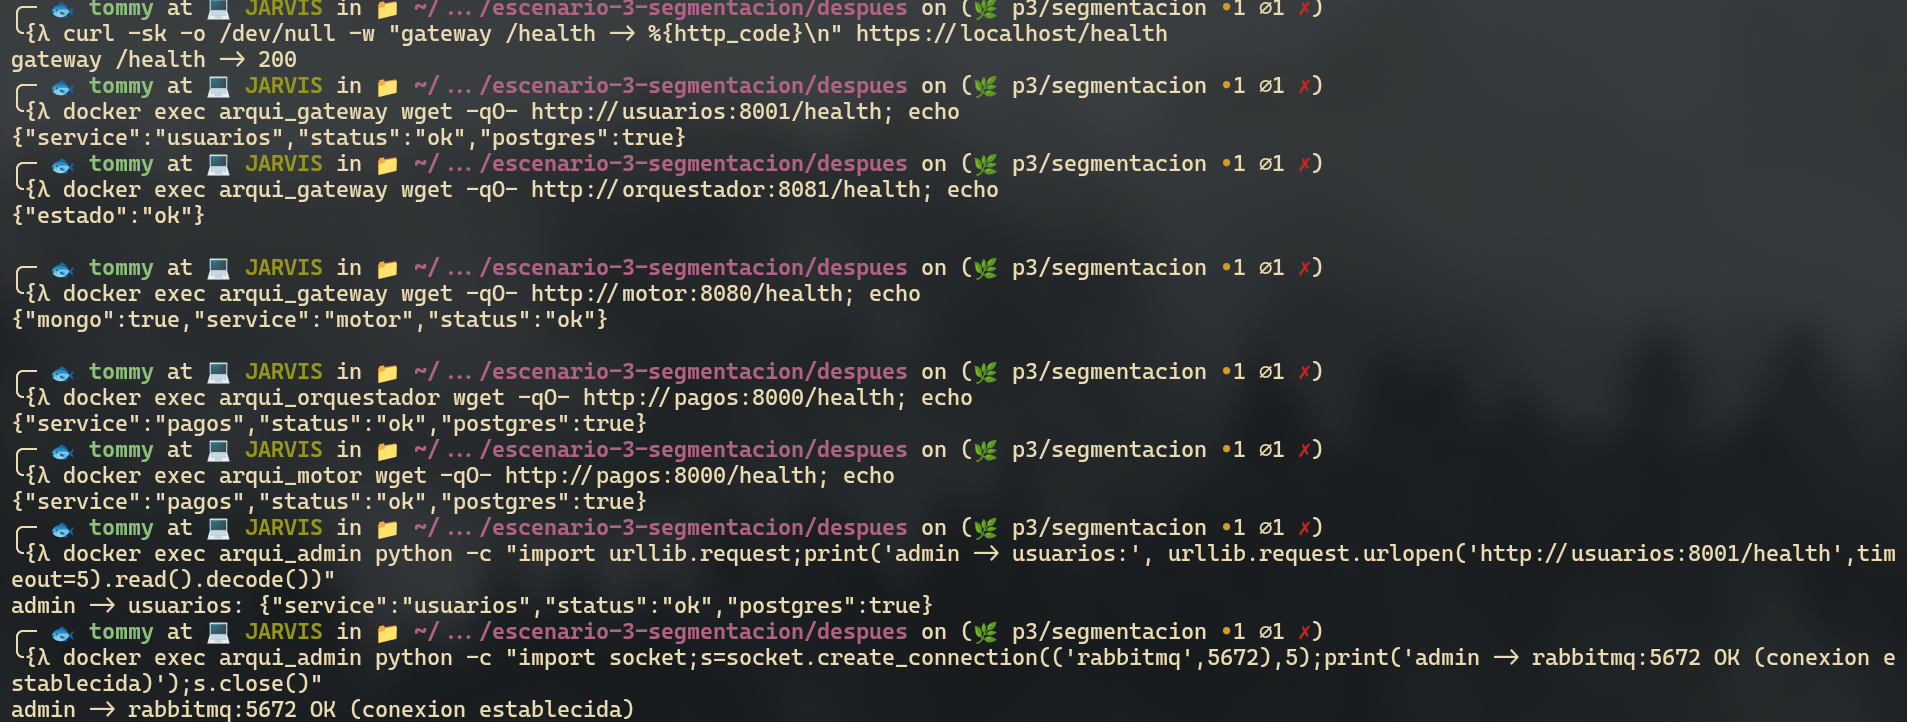 tommy at JARVIS in ~/…/escenario-3-segmentacion/despues on (p3/segmentacion •1 ∅1 ✗)
{λ curl -sk -o /dev/null -w "gateway /health -> %{http_code}\n" https://localhost/health
gateway /health -> 200
tommy at JARVIS in ~/…/escenario-3-segmentacion/despues on (p3/segmentacion •1 ∅1 ✗)
{λ docker exec arqui_gateway wget -qO- http://usuarios:8001/health; echo
{"service":"usuarios","status":"ok","postgres":true}
tommy at JARVIS in ~/…/escenario-3-segmentacion/despues on (p3/segmentacion •1 ∅1 ✗)
{λ docker exec arqui_gateway wget -qO- http://orquestador:8081/health; echo
{"estado":"ok"}
tommy at JARVIS in ~/…/escenario-3-segmentacion/despues on (p3/segmentacion •1 ∅1 ✗)
{λ docker exec arqui_gateway wget -qO- http://motor:8080/health; echo
{"mongo":true,"service":"motor","status":"ok"}
tommy at JARVIS in ~/…/escenario-3-segmentacion/despues on (p3/segmentacion •1 ∅1 ✗)
{λ docker exec arqui_orquestador wget -qO- http://pagos:8000/health; echo
{"service":"pagos","status":"ok","postgres":true}
tommy at JARVIS in ~/…/escenario-3-segmentacion/despues on (p3/segmentacion •1 ∅1 ✗)
{λ docker exec arqui_motor wget -qO- http://pagos:8000/health; echo
{"service":"pagos","status":"ok","postgres":true}
tommy at JARVIS in ~/…/escenario-3-segmentacion/despues on (p3/segmentacion •1 ∅1 ✗)
{λ docker exec arqui_admin python -c "import urllib.request;print('admin -> usuarios:', urllib.request.urlopen('http://usuarios:8001/health',tim
eout=5).read().decode())"
admin -> usuarios: {"service":"usuarios","status":"ok","postgres":true}
tommy at JARVIS in ~/…/escenario-3-segmentacion/despues on (p3/segmentacion •1 ∅1 ✗)
{λ docker exec arqui_admin python -c "import socket;s=socket.create_connection(('rabbitmq',5672),5);print('admin -> rabbitmq:5672 OK (conexion e
stablecida)');s.close()"
admin -> rabbitmq:5672 OK (conexion establecida)